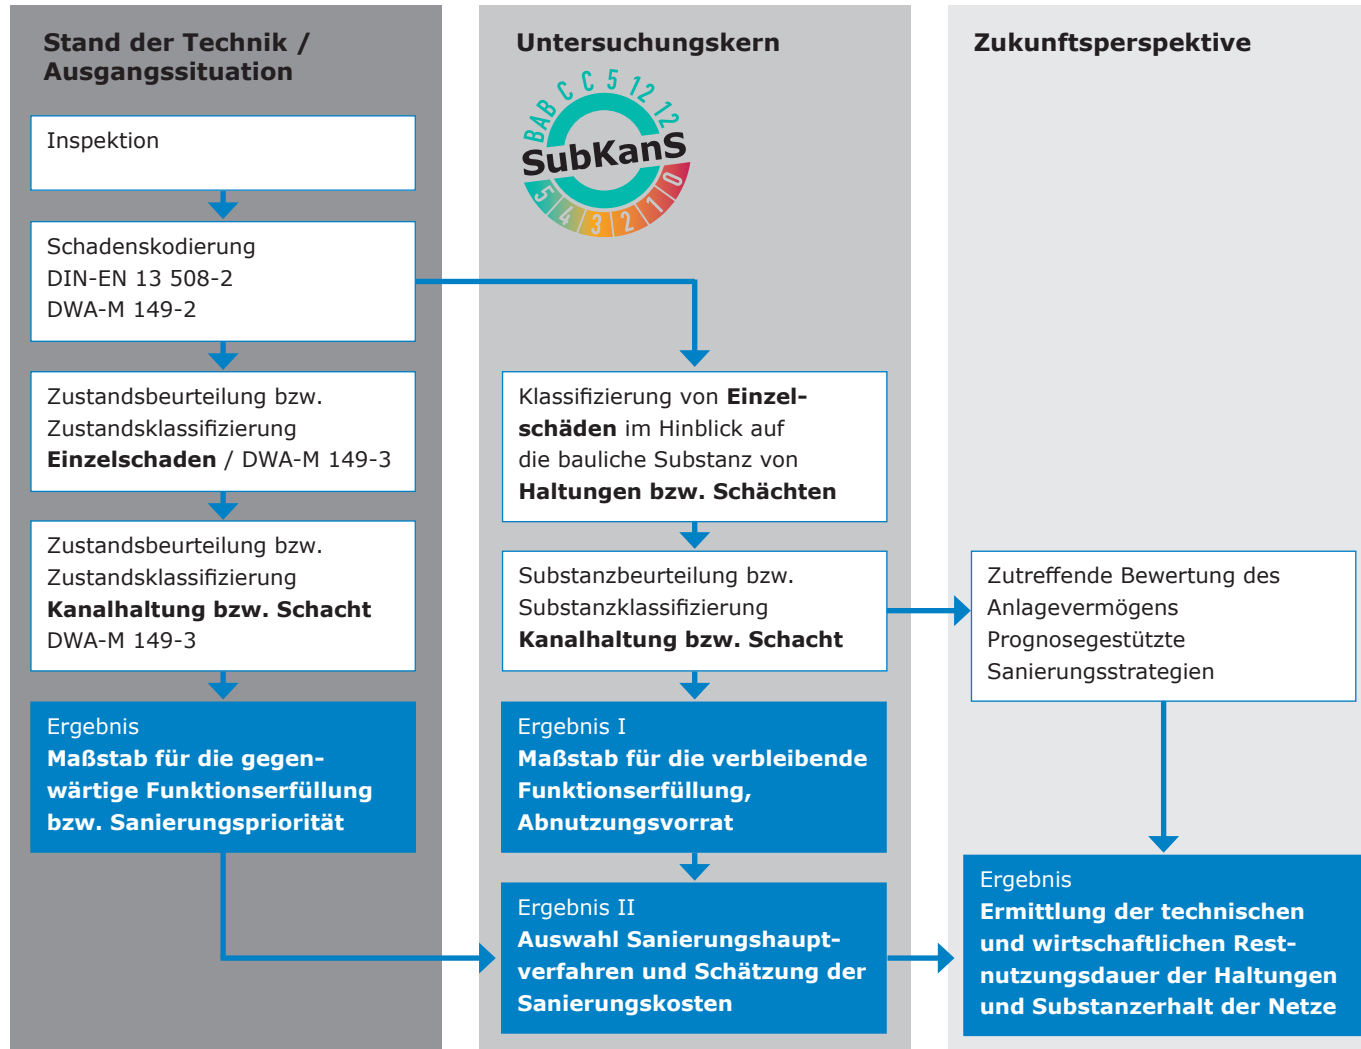 Stand der Technik /
Ausgangssituation
Inspektion
Schadenskodierung
DIN-EN 13 508-2
DWA-M 149-2
Zustandsbeurteilung bzw.
Zustandsklassifizierung
Einzelschaden / DWA-M 149-3
Zustandsbeurteilung bzw.
Zustandsklassifizierung
Kanalhaltung bzw. Schacht
DWA-M 149-3
Ergebnis
Maßstab für die gegen-
wärtige Funktionserfüllung
bzw. Sanierungspriorität
Untersuchungskern
BAB C C 5 12 12
SubKanS
5 4 3 2 1 0
Klassifizierung von Einzel-
schäden im Hinblick auf
die bauliche Substanz von
Haltungen bzw. Schächten
Substanzbeurteilung bzw.
Substanzklassifizierung
Kanalhaltung bzw. Schacht
Ergebnis I
Maßstab für die verbleibende
Funktionserfüllung,
Abnutzungsvorrat
Ergebnis II
Auswahl Sanierungshaupt-
verfahren und Schätzung der
Sanierungskosten
Zukunftsperspektive
Zutreffende Bewertung des
Anlagevermögens
Prognosegestützte
Sanierungsstrategien
Ergebnis
Ermittlung der technischen
und wirtschaftlichen Rest-
nutzungsdauer der Haltungen
und Substanzerhalt der Netze